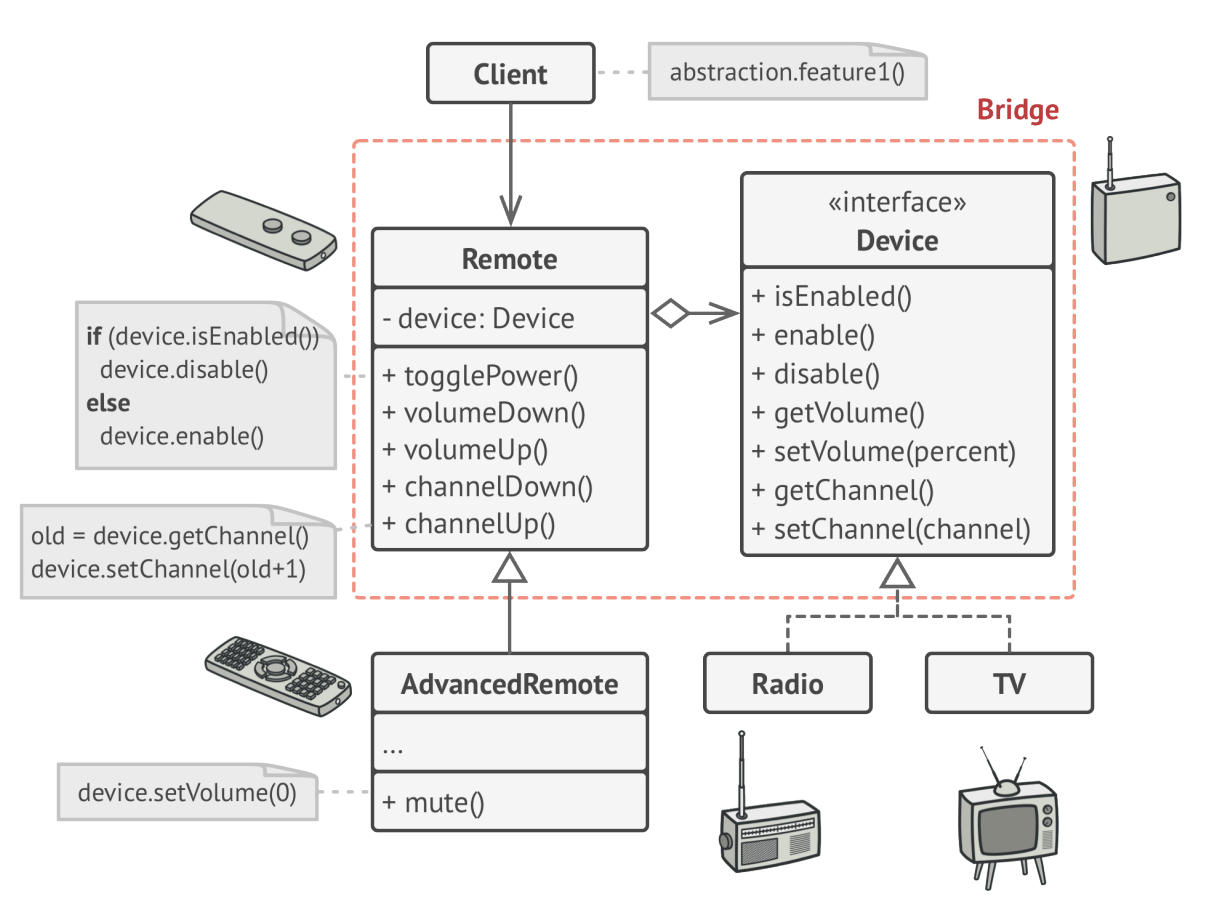 Client
abstraction.feature1()
Bridge
Remote
- device: Device
+ togglePower()
+ volumeDown()
+ volumeUp()
+ channelDown()
+ channelUp()
«interface»
Device
+ isEnabled()
+ enable()
+ disable()
+ getVolume()
+ setVolume(percent)
+ getChannel()
+ setChannel(channel)
if (device.isEnabled())
device.disable()
else
device.enable()
old = device.getChannel()
device.setChannel(old+1)
AdvancedRemote
...
+ mute()
device.setVolume(0)
Radio
TV